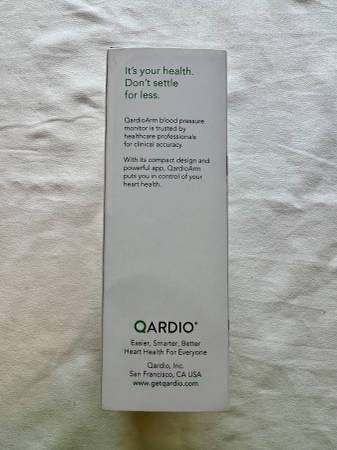 It's your health.
Don't settle
for less.
QardioArm blood pressure
monitor is trusted by
healthcare professionals
for clinical accuracy.
With its compact design and
powerful app, QardioArm
puts you in control of your
heart health.
QARDIO®
Easier, Smarter, Better
Heart Health For Everyone
Qardio, Inc.
San Francisco, CA USA
www.getqardio.com